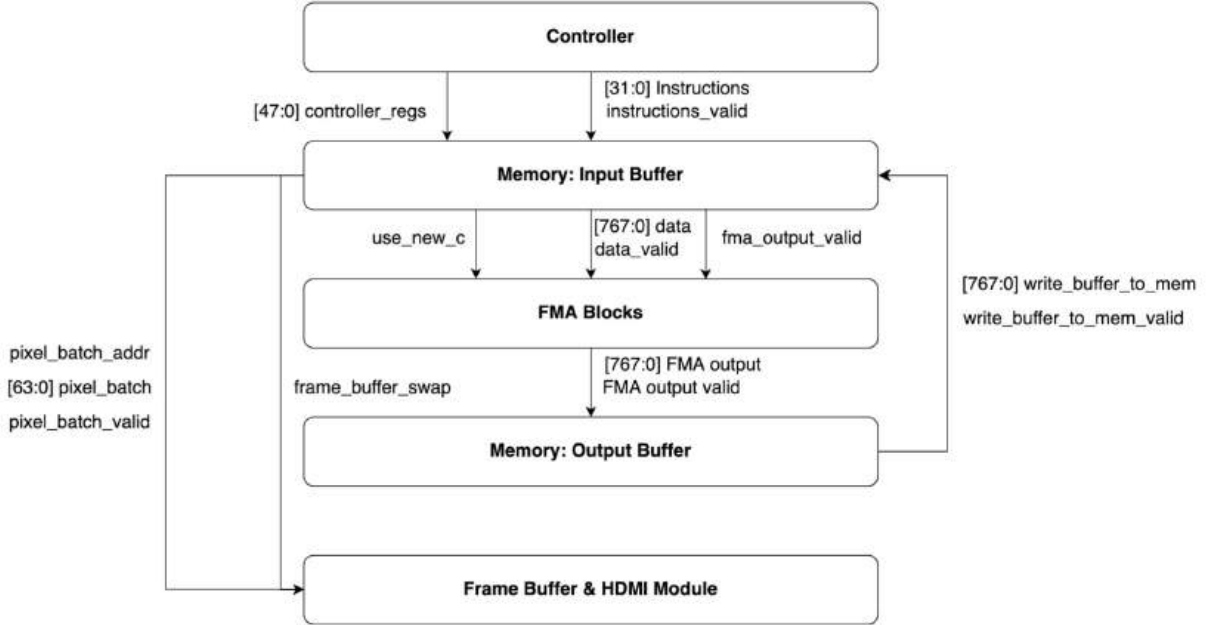 Controller
[47:0] controller_regs
[31:0] Instructions
instructions_valid
Memory: Input Buffer
use_new_c
[767:0] data
data_valid
fma_output_valid
[767:0] write_buffer_to_mem
write_buffer_to_mem_valid
FMA Blocks
pixel_batch_addr
[63:0] pixel_batch
pixel_batch_valid
frame_buffer_swap
[767:0] FMA output
FMA output valid
Memory: Output Buffer
Frame Buffer & HDMI Module